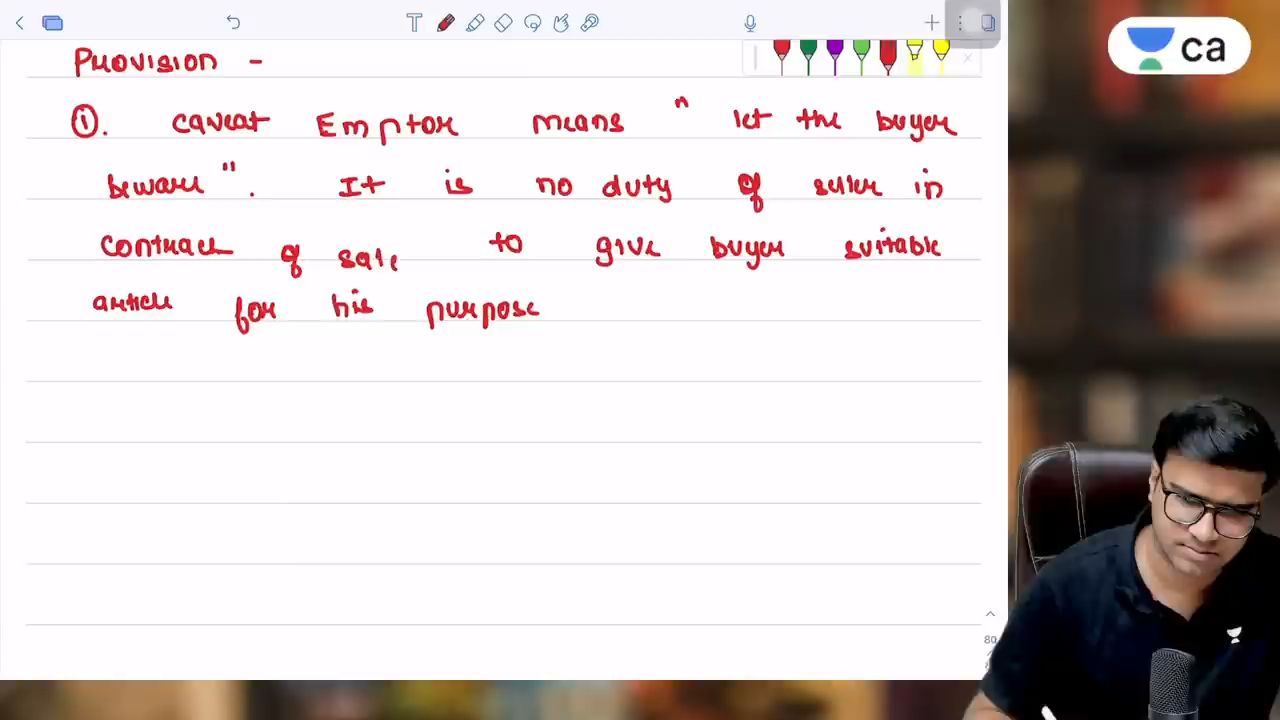 ca
Provision -
①. caveat Emptor means " let the buyer
beware". It is no duty of seller in
contract of sale to give buyer suitable
article for his purpose
80